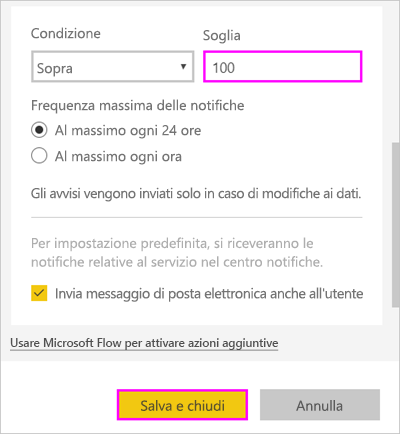 Condizione
Soglia
Sopra
100
Frequenza massima delle notifiche
Al massimo ogni 24 ore
Al massimo ogni ora
Gli avvisi vengono inviati solo in caso di modifiche ai dati.
Per impostazione predefinita, si riceveranno le
notifiche relative al servizio nel centro notifiche.
Invia messaggio di posta elettronica anche all'utente
Usare Microsoft Flow per attivare azioni aggiuntive
Salva e chiudi
Annulla